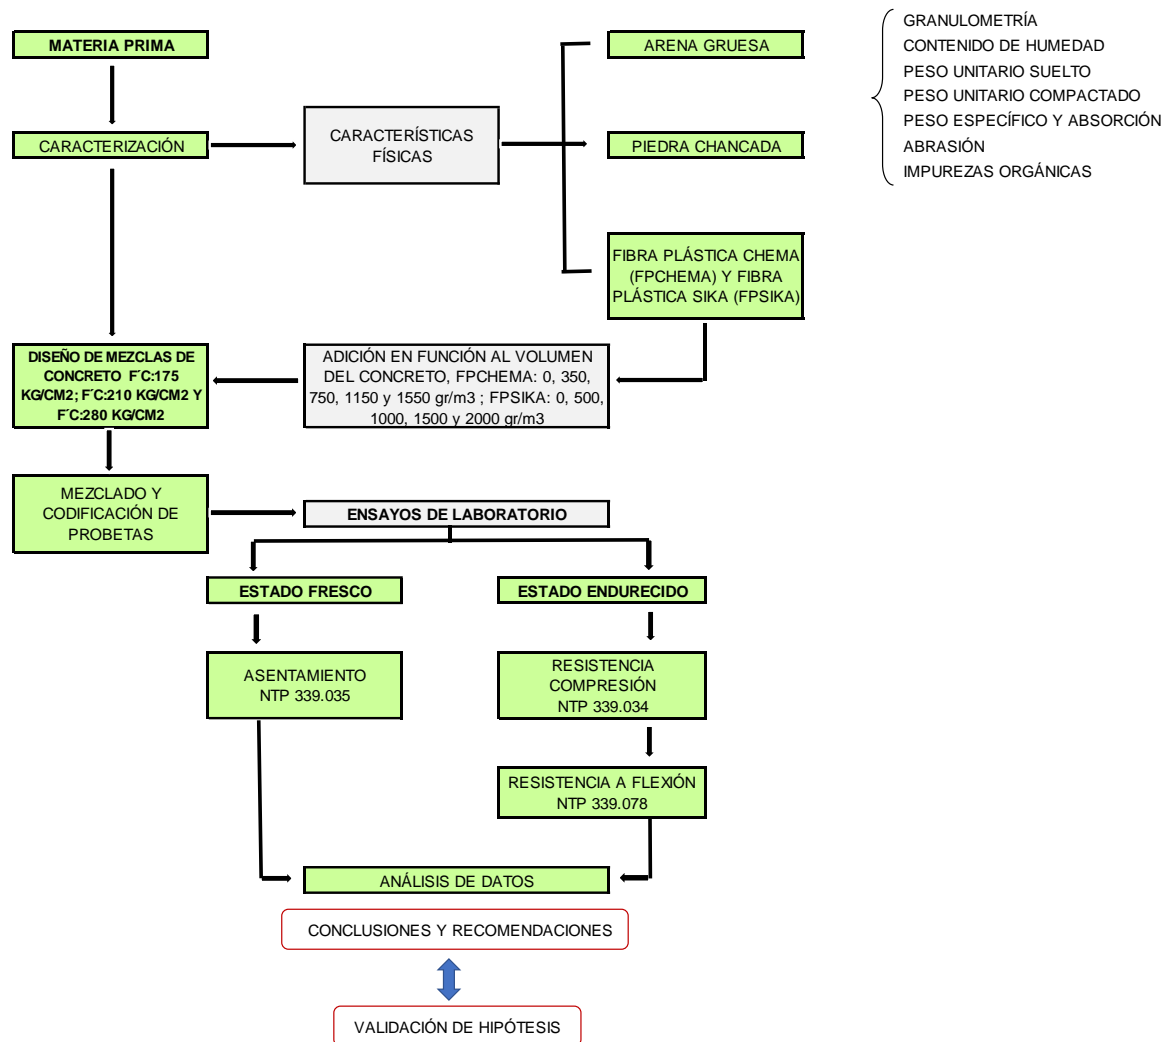 MATERIA PRIMA
CARACTERIZACIÓN
CARACTERÍSTICAS
FÍSICAS
ARENA GRUESA
PIEDRA CHANCADA
FIBRA PLÁSTICA CHEMA
(FPCHEMA) Y FIBRA
PLÁSTICA SIKA (FPSIKA)
GRANULOMETRÍA
CONTENIDO DE HUMEDAD
PESO UNITARIO SUELTO
PESO UNITARIO COMPACTADO
PESO ESPECÍFICO Y ABSORCIÓN
ABRASIÓN
IMPUREZAS ORGÁNICAS
DISEÑO DE MEZCLAS DE
CONCRETO F´C:175
KG/CM2; F´C:210 KG/CM2 Y
F´C:280 KG/CM2
ADICIÓN EN FUNCIÓN AL VOLUMEN
DEL CONCRETO, FPCHEMA: 0, 350,
750, 1150 y 1550 gr/m3 ; FPSIKA: 0, 500,
1000, 1500 y 2000 gr/m3
MEZCLADO Y
CODIFICACIÓN DE
PROBETAS
ENSAYOS DE LABORATORIO
ESTADO FRESCO
ESTADO ENDURECIDO
ASENTAMIENTO
NTP 339.035
RESISTENCIA
COMPRESIÓN
NTP 339.034
RESISTENCIA A FLEXIÓN
NTP 339.078
ANÁLISIS DE DATOS
CONCLUSIONES Y RECOMENDACIONES
VALIDACIÓN DE HIPÓTESIS